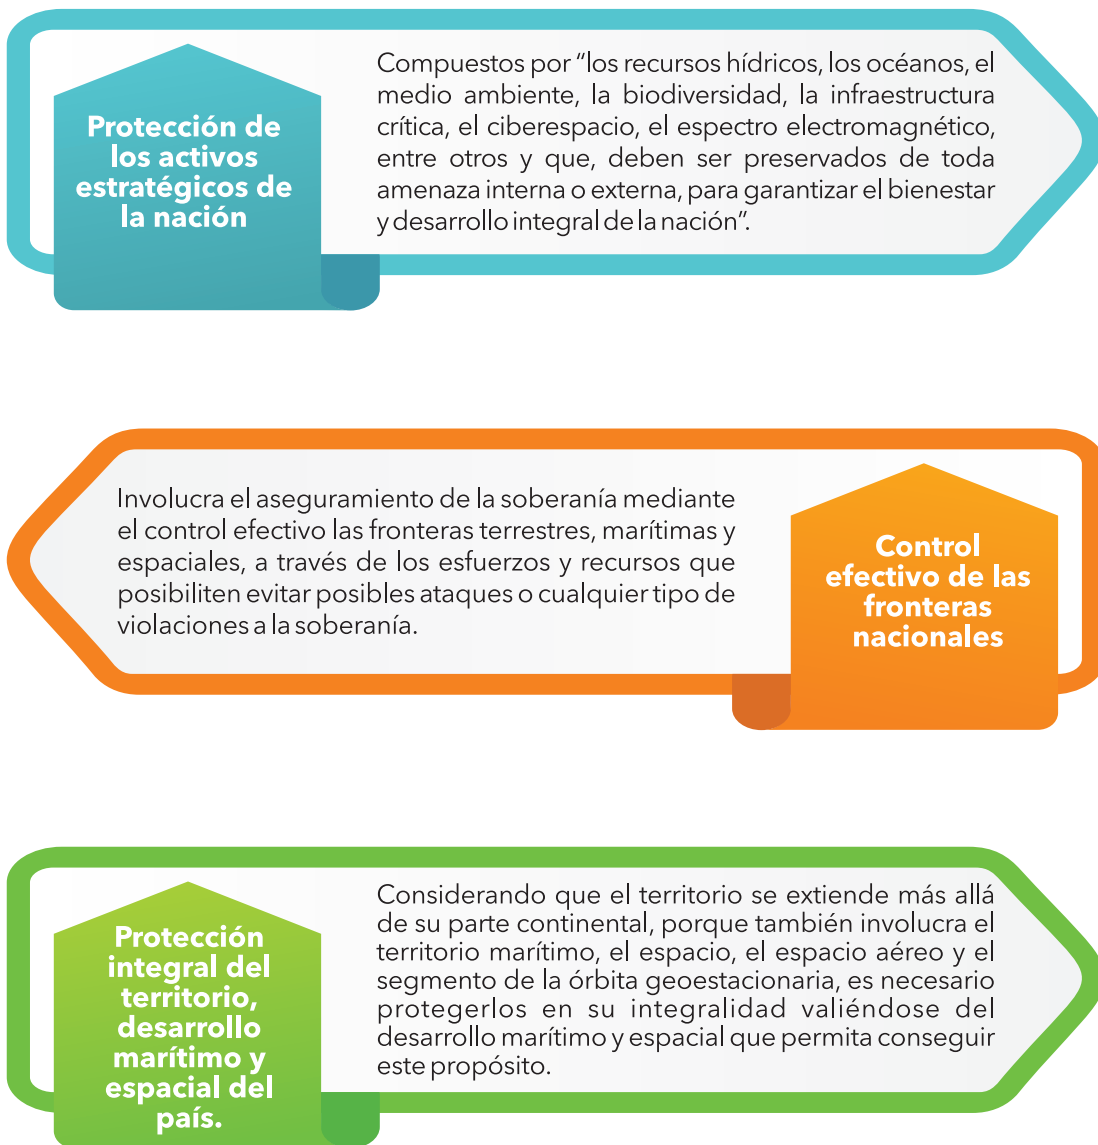 Protección de
los activos
estratégicos de
la nación
Compuestos por “los recursos hídricos, los océanos, el
medio ambiente, la biodiversidad, la infraestructura
crítica, el ciberespacio, el espectro electromagnético,
entre otros y que, deben ser preservados de toda
amenaza interna o externa, para garantizar el bienestar
y desarrollo integral de la nación”.
Involucra el aseguramiento de la soberanía mediante
el control efectivo las fronteras terrestres, marítimas y
espaciales, a través de los esfuerzos y recursos que
posibiliten evitar posibles ataques o cualquier tipo de
violaciones a la soberanía.
Control
efectivo de las
fronteras
nacionales
Protección
integral del
territorio,
desarrollo
marítimo y
espacial del
país.
Considerando que el territorio se extiende más allá
de su parte continental, porque también involucra el
territorio marítimo, el espacio, el espacio aéreo y el
segmento de la órbita geoestacionaria, es necesario
protegerlos en su integralidad valiéndose del
desarrollo marítimo y espacial que permita conseguir
este propósito.